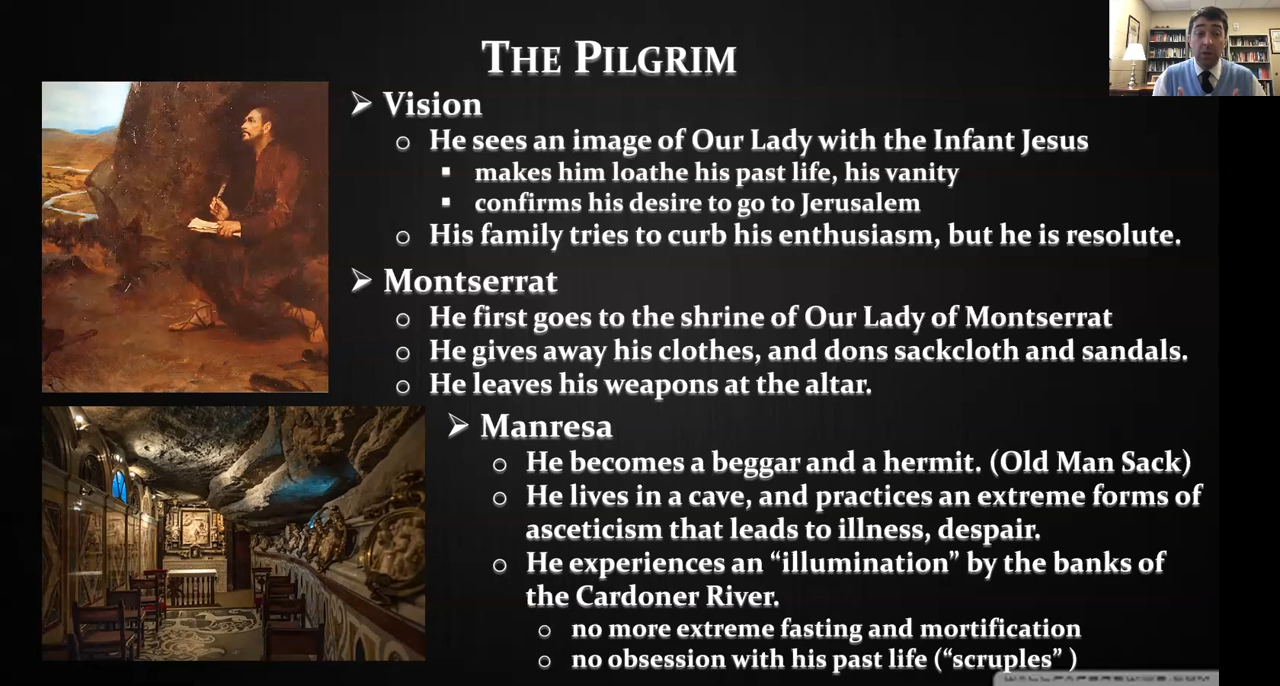 THE PILGRIM
Vision
He sees an image of Our Lady with the Infant Jesus
makes him loathe his past life, his vanity
confirms his desire to go to Jerusalem
His family tries to curb his enthusiasm, but he is resolute.
Montserrat
He first goes to the shrine of Our Lady of Montserrat
He gives away his clothes, and dons sackcloth and sandals.
He leaves his weapons at the altar.
Manresa
He becomes a beggar and a hermit. (Old Man Sack)
He lives in a cave, and practices an extreme forms of
asceticism that leads to illness, despair.
He experiences an “illumination” by the banks of
the Cardoner River.
no more extreme fasting and mortification
no obsession with his past life (“scruples” )